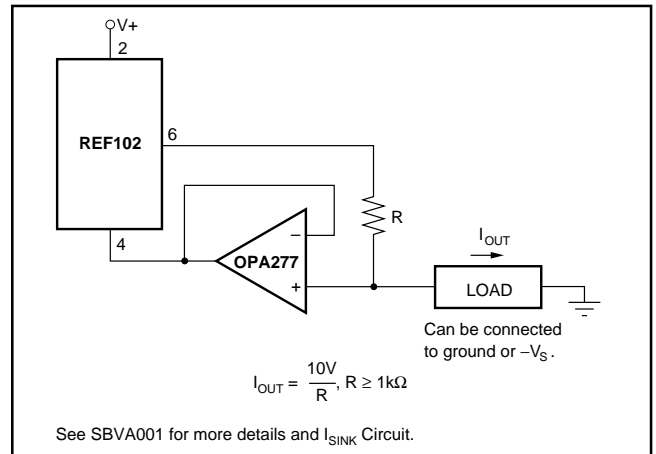 V+
2
REF102
6
R
4
–
OPA277
+
I_OUT
LOAD
Can be connected
to ground or –V_S.
I_OUT = 10V/R, R ≥ 1kΩ
See SBVA001 for more details and I_SINK Circuit.